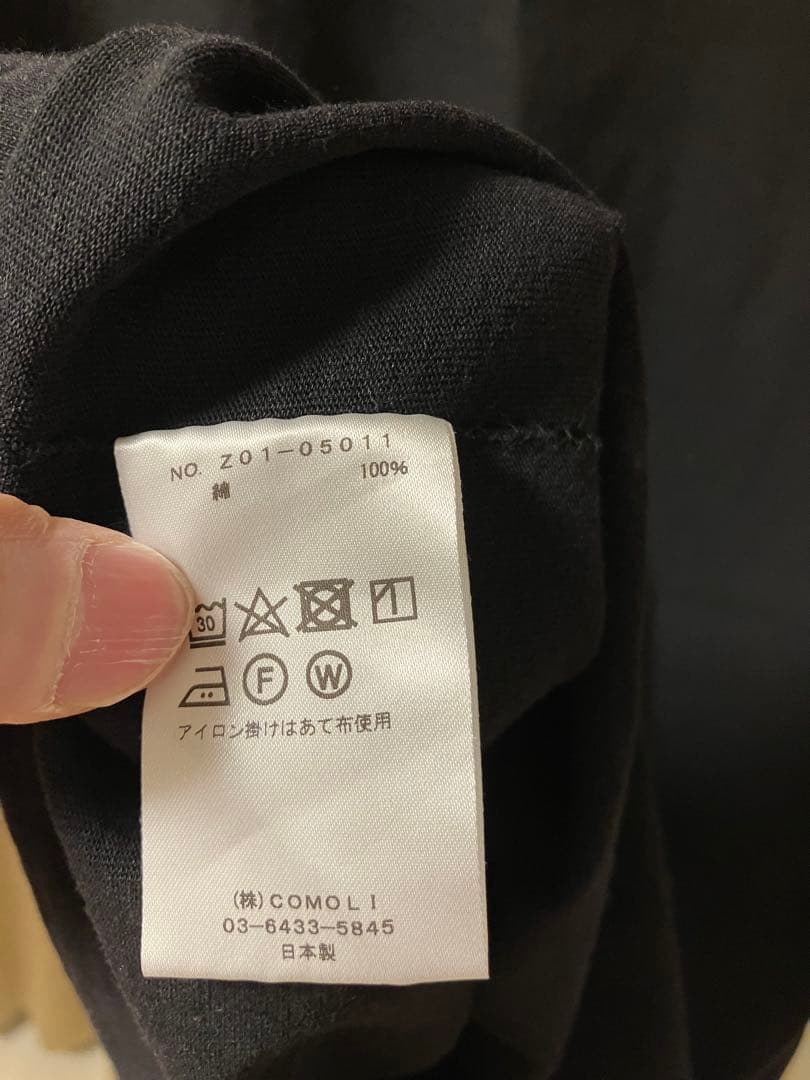 NO. Z01-05011
綿 100%
30
F W
アイロン掛けはあて布使用
(株)COMOLI
03-6433-5845
日本製